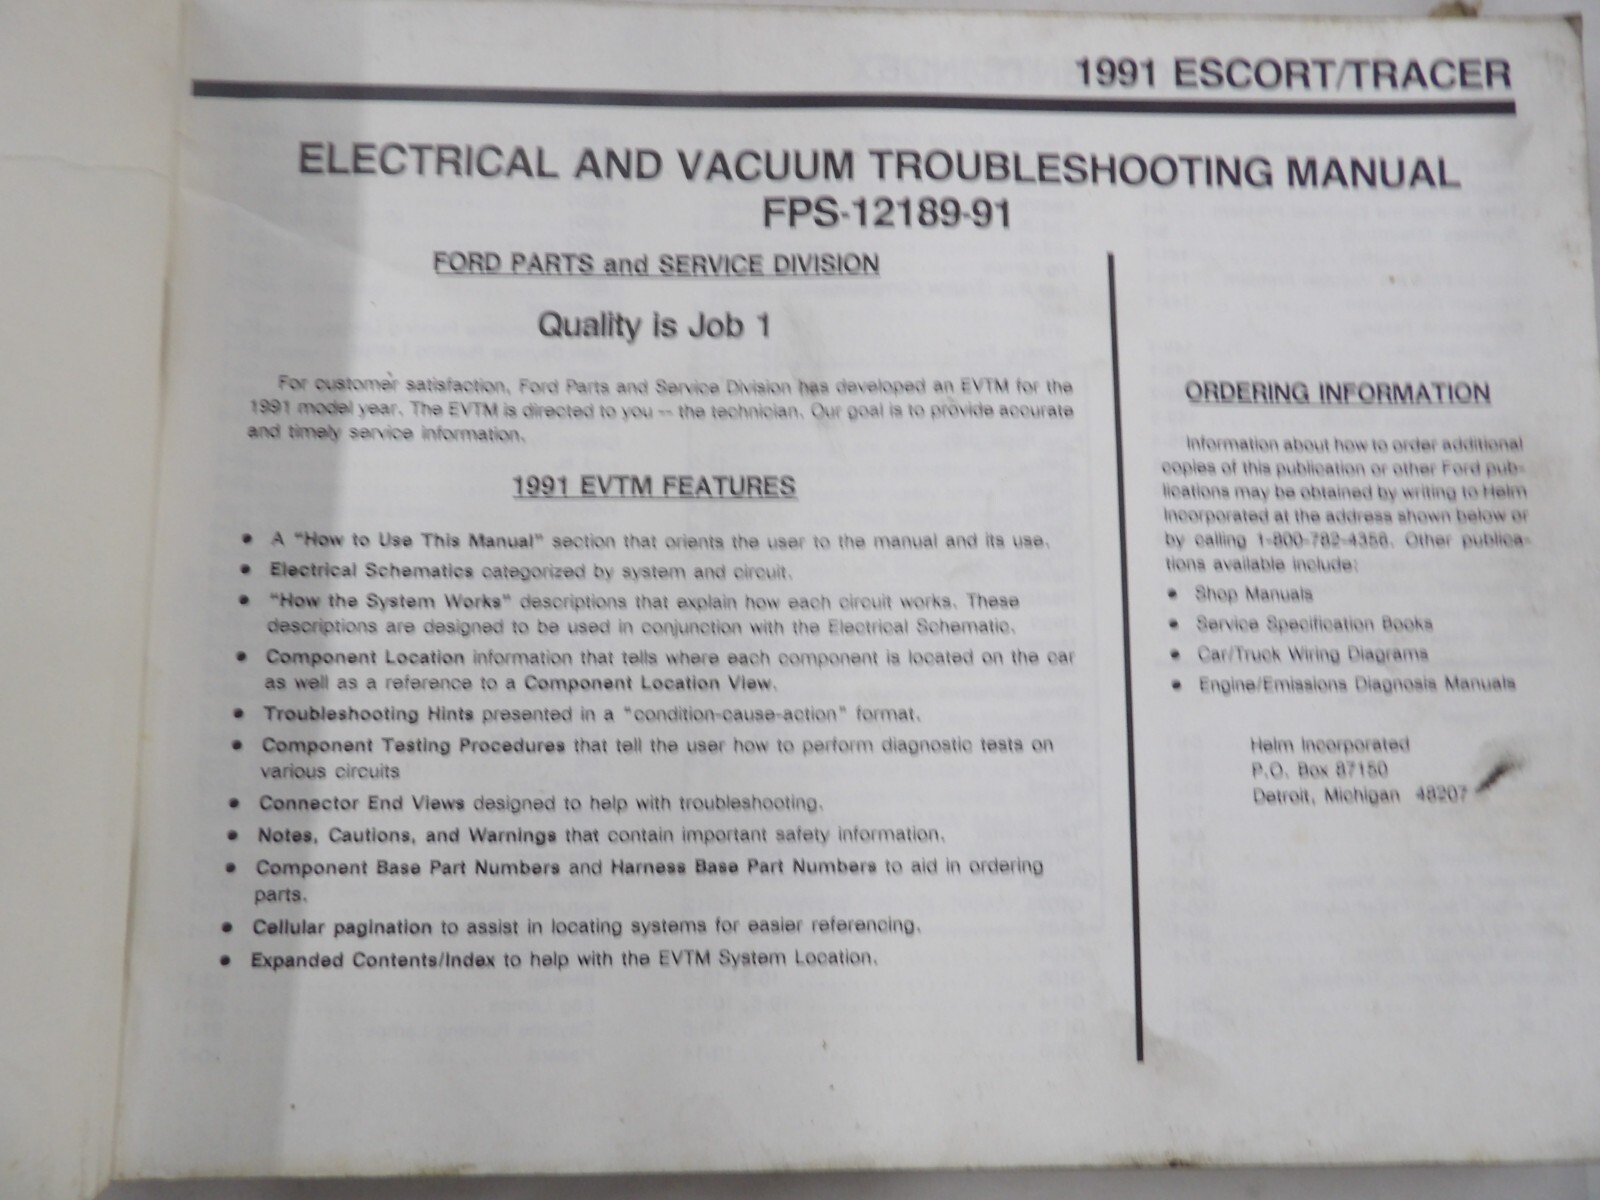 1991 ESCORT/TRACER
ELECTRICAL AND VACUUM TROUBLESHOOTING MANUAL
FPS-12189-91
FORD PARTS and SERVICE DIVISION
Quality is Job 1
For customer satisfaction, Ford Parts and Service Division has developed an EVTM for the
1991 model year. The EVTM is directed to you -- the technician. Our goal is to provide accurate
and timely service information.
1991 EVTM FEATURES
• A "How to Use This Manual" section that orients the user to the manual and its use.
• Electrical Schematics categorized by system and circuit.
• "How the System Works" descriptions that explain how each circuit works. These
descriptions are designed to be used in conjunction with the Electrical Schematic.
• Component Location information that tells where each component is located on the car
as well as a reference to a Component Location View.
• Troubleshooting Hints presented in a "condition-cause-action" format.
• Component Testing Procedures that tell the user how to perform diagnostic tests on
various circuits
• Connector End Views designed to help with troubleshooting.
• Notes, Cautions, and Warnings that contain important safety information.
• Component Base Part Numbers and Harness Base Part Numbers to aid in ordering
parts.
• Cellular pagination to assist in locating systems for easier referencing.
• Expanded Contents/Index to help with the EVTM System Location.
ORDERING INFORMATION
Information about how to order additional
copies of this publication or other Ford pub-
lications may be obtained by writing to Helm
Incorporated at the address shown below or
by calling 1-800-782-4356. Other publica-
tions available include:
• Shop Manuals
• Service Specification Books
• Car/Truck Wiring Diagrams
• Engine/Emissions Diagnosis Manuals
Helm Incorporated
P.O. Box 87150
Detroit, Michigan 48207